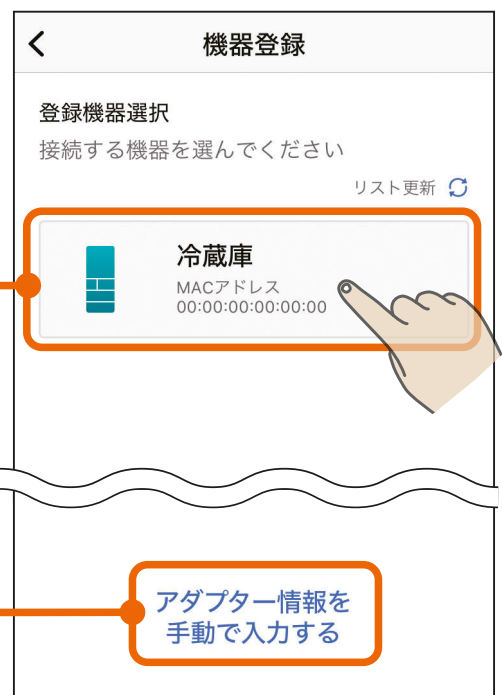 機器登録
登録機器選択
接続する機器を選んでください
リスト更新
冷蔵庫
MACアドレス
00:00:00:00:00:00
アダプター情報を
手動で入力する